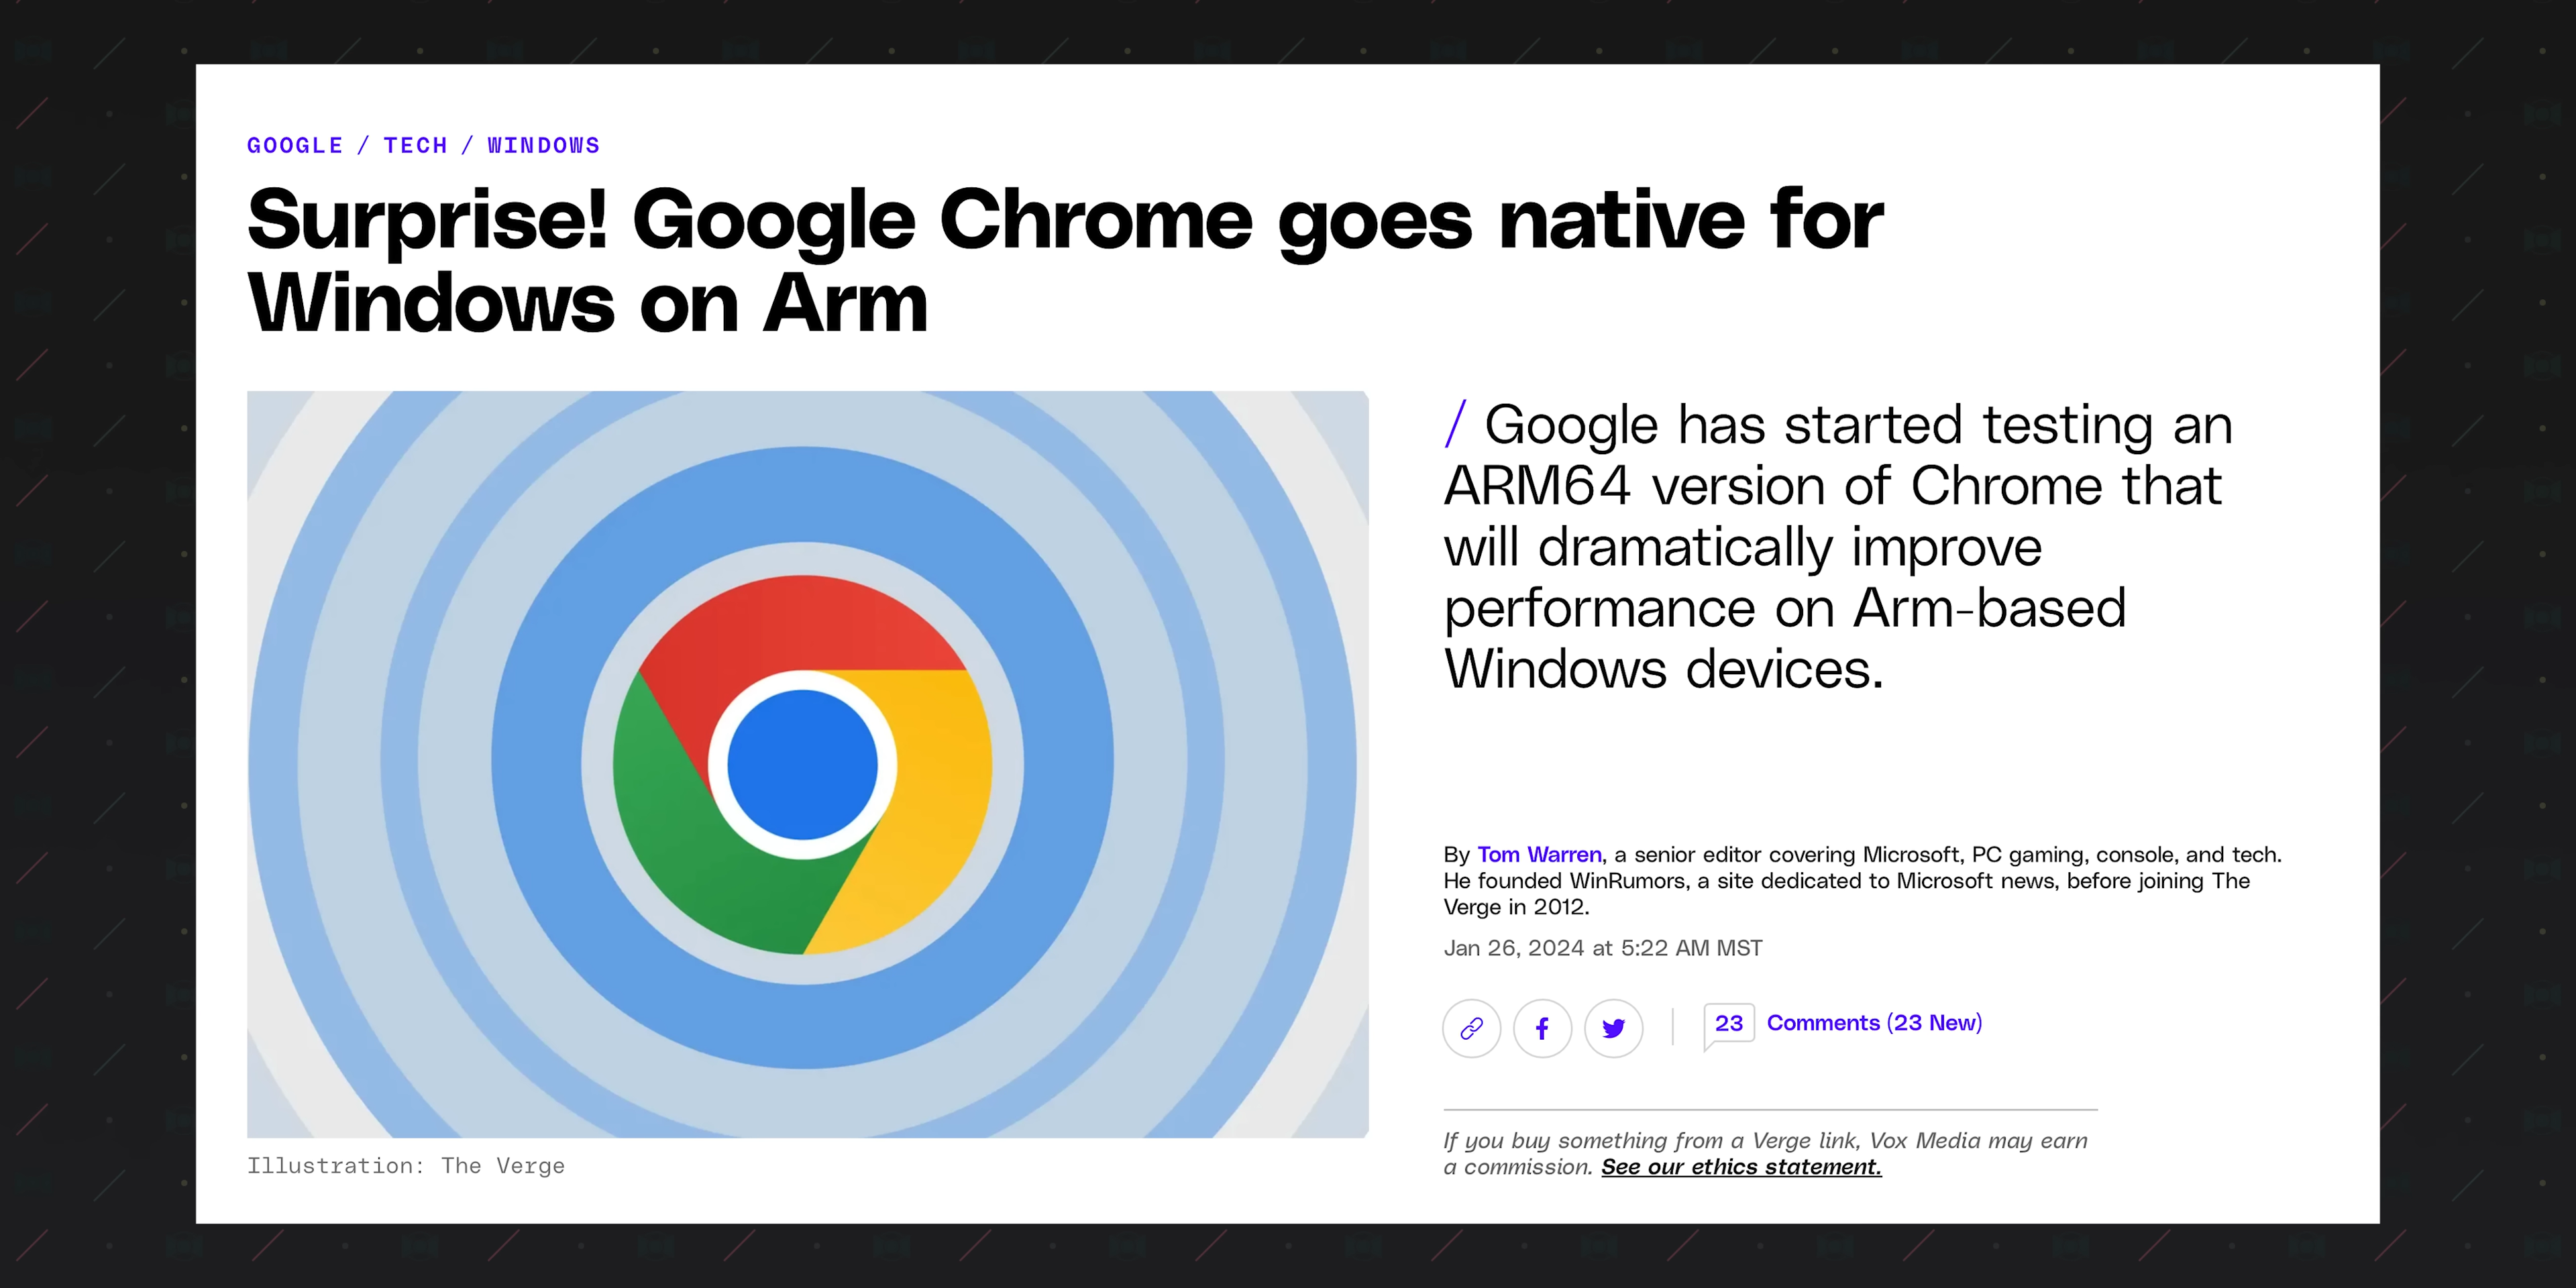 GOOGLE / TECH / WINDOWS
Surprise! Google Chrome goes native for
Windows on Arm
/ Google has started testing an
ARM64 version of Chrome that
will dramatically improve
performance on Arm-based
Windows devices.
By Tom Warren, a senior editor covering Microsoft, PC gaming, console, and tech.
He founded WinRumors, a site dedicated to Microsoft news, before joining The
Verge in 2012.
Jan 26, 2024 at 5:22 AM MST
23 Comments (23 New)
If you buy something from a Verge link, Vox Media may earn
a commission. See our ethics statement.
Illustration: The Verge